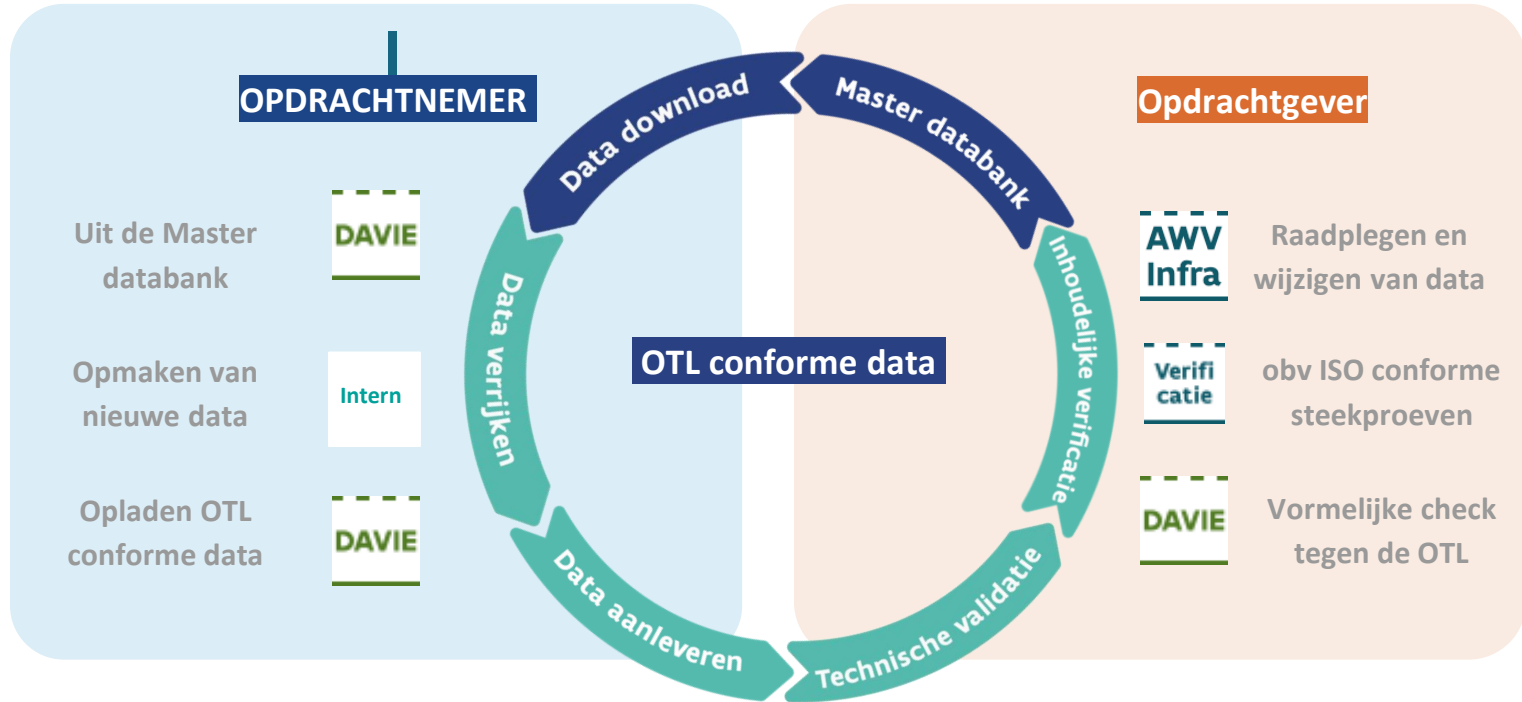 OPDRACHTNEMER
Uit de Master
databank
DAVIE
Opmaken van
nieuwe data
Intern
Opladen OTL
conforme data
DAVIE
Data download
Data verrijken
Data aanleveren
OTL conforme data
Master databank
Inhoudelijke verificatie
Technische validatie
Opdrachtgever
AWV
Infra
Raadplegen en
wijzigen van data
Verifi
catie
obv ISO conforme
steekproeven
DAVIE
Vormelijke check
tegen de OTL